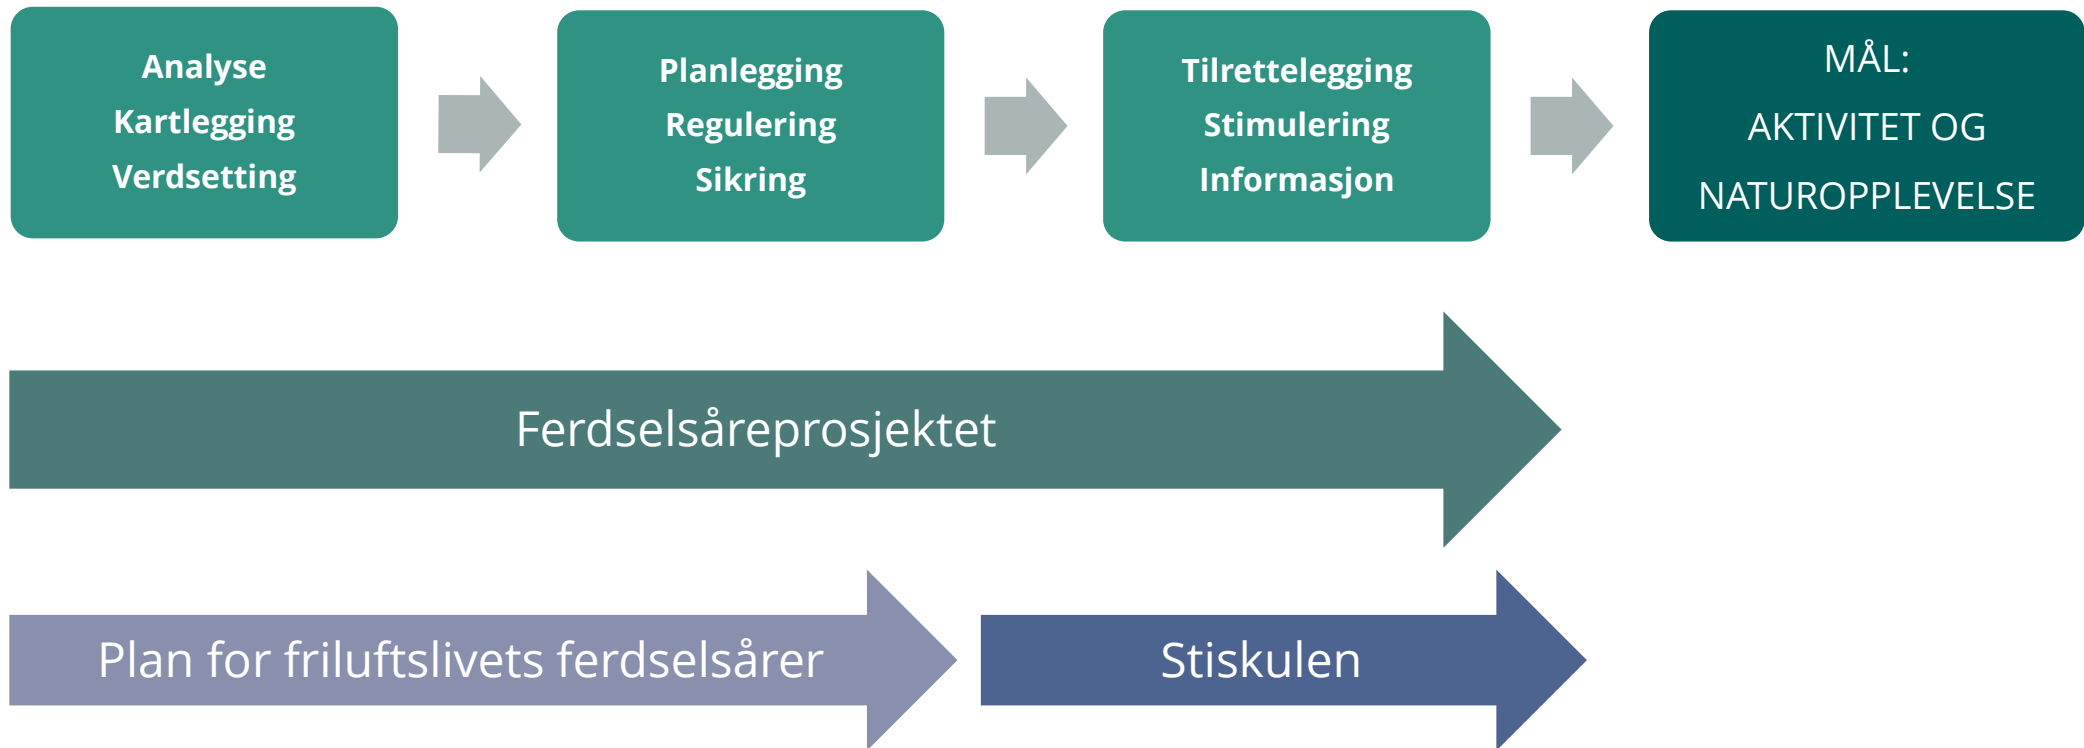 Analyse
Kartlegging
Verdsetting
Planlegging
Regulering
Sikring
Tilrettelegging
Stimulering
Informasjon
MÅL:
AKTIVITET OG
NATUROPPLEVELSE
Ferdselsåreprosjektet
Plan for friluftslivets ferdselsårer
Stiskulen